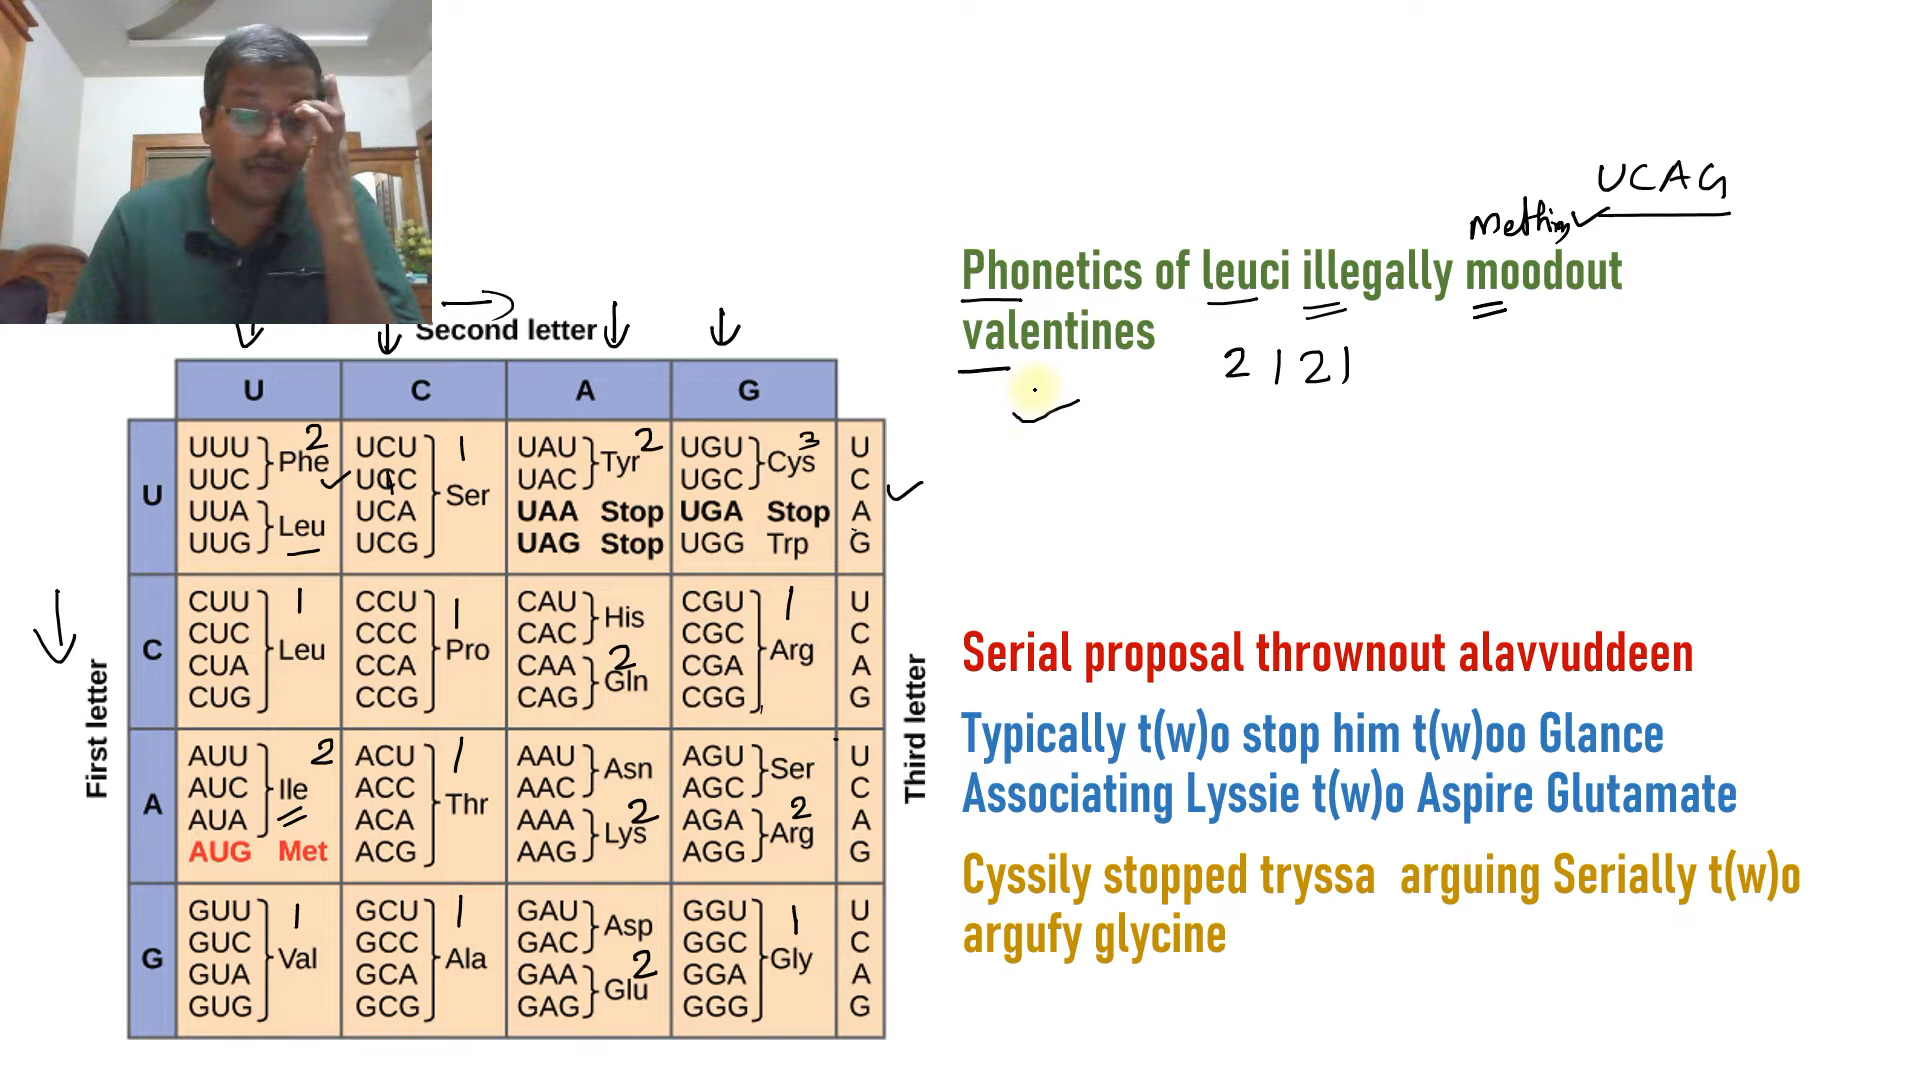 UCAG
Phonetics of leuci illegally moodout
valentines
2 1 2 1
Second letter
U C A G
U
UUU Phe 2
UUC
UUA Leu
UUG
UCU 1
UCC
UCA Ser
UCG
UAU Tyr 2
UAC
UAA Stop
UAG Stop
UGU Cys 3
UGC
UGA Stop
UGG Trp
U
C
A
G
C
CUU 1
CUC Leu
CUA
CUG
CCU 1
CCC Pro
CCA
CCG
CAU His
CAC
CAA Gln 2
CAG
CGU 1
CGC Arg
CGA
CGG
U
C
A
G
A
AUU 2
AUC Ile
AUA
AUG Met
ACU 1
ACC Thr
ACA
ACG
AAU Asn
AAC
AAA Lys 2
AAG
AGU Ser
AGC
AGA Arg 2
AGG
U
C
A
G
G
GUU 1
GUC Val
GUA
GUG
GCU 1
GCC Ala
GCA
GCG
GAU Asp
GAC
GAA Glu 2
GAG
GGU 1
GGC Gly
GGA
GGG
U
C
A
G
First letter
Third letter
Serial proposal thrownout alavvuddeen
Typically t(w)o stop him t(w)oo Glance
Associating Lyssie t(w)o Aspire Glutamate
Cyssily stopped tryssa arguing Serially t(w)o
argufy glycine